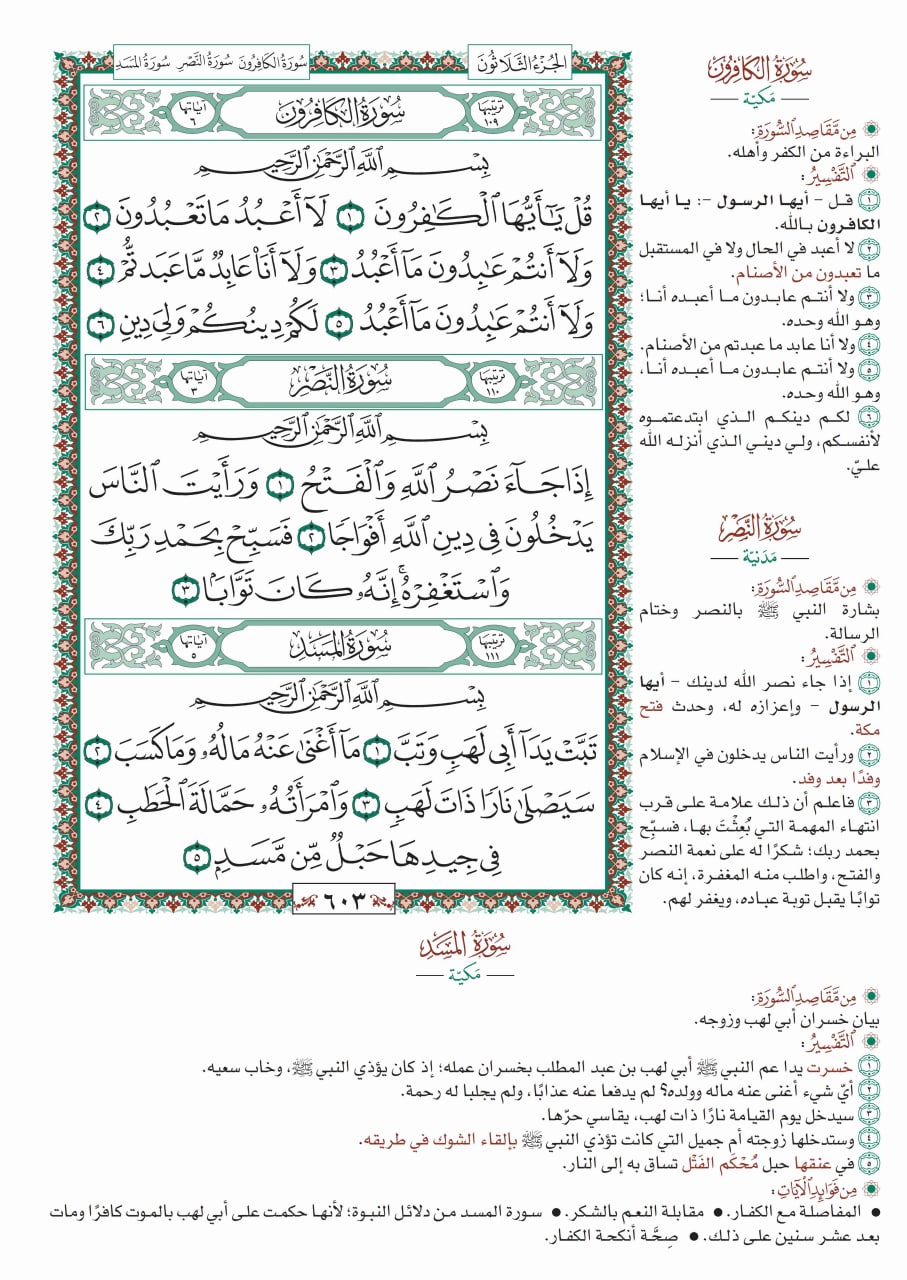 سُورَةُ الكَافِرُونَ سُورَةُ النَّصْرِ سُورَةُ المَسَدِ
الجُزْءُ الثَّلَاثُونَ
ترتيبها ١٠٩
سُورَةُ الكَافِرُونَ
آياتها ٦
بِسْمِ اللَّهِ الرَّحْمَٰنِ الرَّحِيمِ
قُلْ يَٰٓأَيُّهَا ٱلْكَٰفِرُونَ ١ لَآ أَعْبُدُ مَا تَعْبُدُونَ ٢
وَلَآ أَنتُمْ عَٰبِدُونَ مَآ أَعْبُدُ ٣ وَلَآ أَنَا۠ عَابِدٌ مَّا عَبَدتُّمْ ٤
وَلَآ أَنتُمْ عَٰبِدُونَ مَآ أَعْبُدُ ٥ لَكُمْ دِينُكُمْ وَلِيَ دِينِ ٦
ترتيبها ١١٠
سُورَةُ النَّصْرِ
آياتها ٣
بِسْمِ اللَّهِ الرَّحْمَٰنِ الرَّحِيمِ
إِذَا جَآءَ نَصْرُ ٱللَّهِ وَٱلْفَتْحُ ١ وَرَأَيْتَ ٱلنَّاسَ
يَدْخُلُونَ فِى دِينِ ٱللَّهِ أَفْوَاجًا ٢ فَسَبِّحْ بِحَمْدِ رَبِّكَ
وَٱسْتَغْفِرْهُ ۚ إِنَّهُۥ كَانَ تَوَّابًۢا ٣
ترتيبها ١١١
سُورَةُ المَسَدِ
آياتها ٥
بِسْمِ اللَّهِ الرَّحْمَٰنِ الرَّحِيمِ
تَبَّتْ يَدَآ أَبِى لَهَبٍ وَتَبَّ ١ مَآ أَغْنَىٰ عَنْهُ مَالُهُۥ وَمَا كَسَبَ ٢
سَيَصْلَىٰ نَارًا ذَاتَ لَهَبٍ ٣ وَٱمْرَأَتُهُۥ حَمَّالَةَ ٱلْحَطَبِ ٤
فِى جِيدِهَا حَبْلٌ مِّن مَّسَدٍۭ ٥
٦٠٣
سُورَةُ الكَافِرُونَ
مَكيّة
مِن مَّقَاصِدِ السُّورَةِ:
البراءة من الكفر وأهله.
التَّفْسِيرُ:
١ قل - أيها الرسول -: يا أيها
الكافرون بالله.
٢ لا أعبد في الحال ولا في المستقبل
ما تعبدون من الأصنام.
٣ ولا أنتم عابدون ما أعبده أنا؛
وهو الله وحده.
٤ ولا أنا عابد ما عبدتم من الأصنام.
٥ ولا أنتم عابدون ما أعبده أنا،
وهو الله وحده.
٦ لكم دينكم الذي ابتدعتموه
لأنفسكم، ولي ديني الذي أنزله الله
عليّ.
سُورَةُ النَّصْرِ
مَدَنيّة
مِن مَّقَاصِدِ السُّورَةِ:
بشارة النبي ﷺ بالنصر وختام
الرسالة.
التَّفْسِيرُ:
١ إذا جاء نصر الله لدينك - أيها
الرسول - وإعزازه له، وحدث فتح
مكة.
٢ ورأيت الناس يدخلون في الإسلام
وفدًا بعد وفد.
٣ فاعلم أن ذلك علامة على قرب
انتهاء المهمة التي بُعِثْتَ بها، فسبِّح
بحمد ربك؛ شكرًا له على نعمة النصر
والفتح، واطلب منه المغفرة، إنه كان
توابًا يقبل توبة عباده، ويغفر لهم.
سُورَةُ المَسَدِ
مَكيّة
مِن مَّقَاصِدِ السُّورَةِ:
بيان خسران أبي لهب وزوجه.
التَّفْسِيرُ:
١ خسرت يدا عم النبي ﷺ أبي لهب بن عبد المطلب بخسران عمله؛ إذ كان يؤذي النبي ﷺ، وخاب سعيه.
٢ أيّ شيء أغنى عنه ماله وولده؟ لم يدفعا عنه عذابًا، ولم يجلبا له رحمة.
٣ سيدخل يوم القيامة نارًا ذات لهب، يقاسي حرّها.
٤ وستدخلها زوجته أم جميل التي كانت تؤذي النبي ﷺ بإلقاء الشوك في طريقه.
٥ في عنقها حبل مُحْكَم الفَتْل تساق به إلى النار.
مِن فَوَائِدِ الآيَاتِ:
● المفاصلة مع الكفار. ● مقابلة النعم بالشكر. ● سورة المسد من دلائل النبوة؛ لأنها حكمت على أبي لهب بالموت كافرًا ومات
بعد عشر سنين على ذلك. ● صِحَّة أنكحة الكفار.